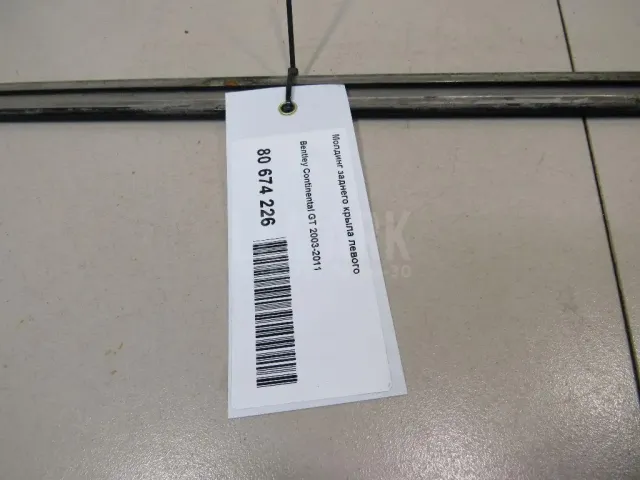 Молдинг заднего крыла левого
Bentley Continental GT 2003-2011
80 674 226